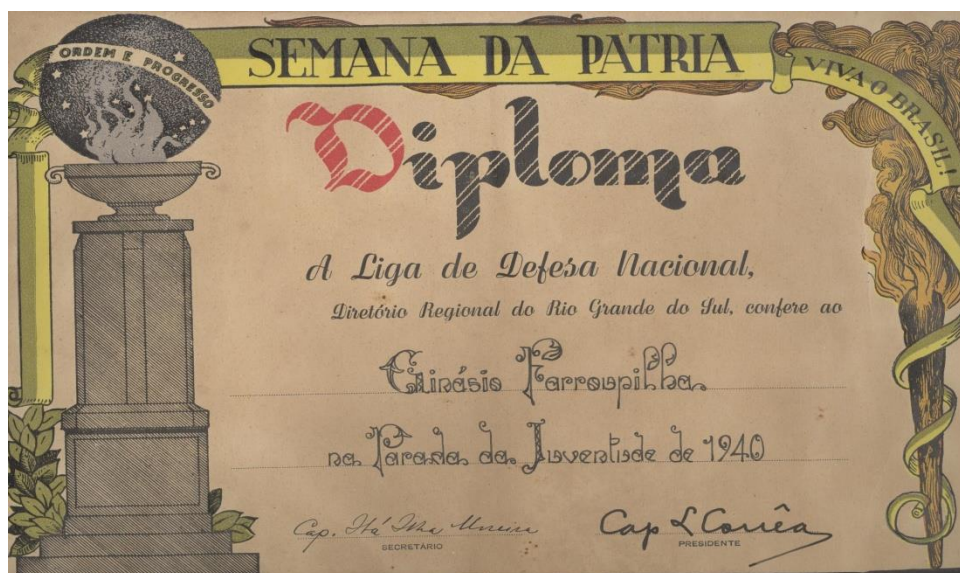 ORDEM E PROGRESSO
SEMANA DA PATRIA
VIVA O BRASIL!
Diploma
A Liga de Defesa Nacional,
Diretório Regional do Rio Grande do Sul, confere ao
Ginásio Farroupilha
na Parada da Juventude de 1940
Cap.
SECRETÁRIO
Cap L Corrêa
PRESIDENTE